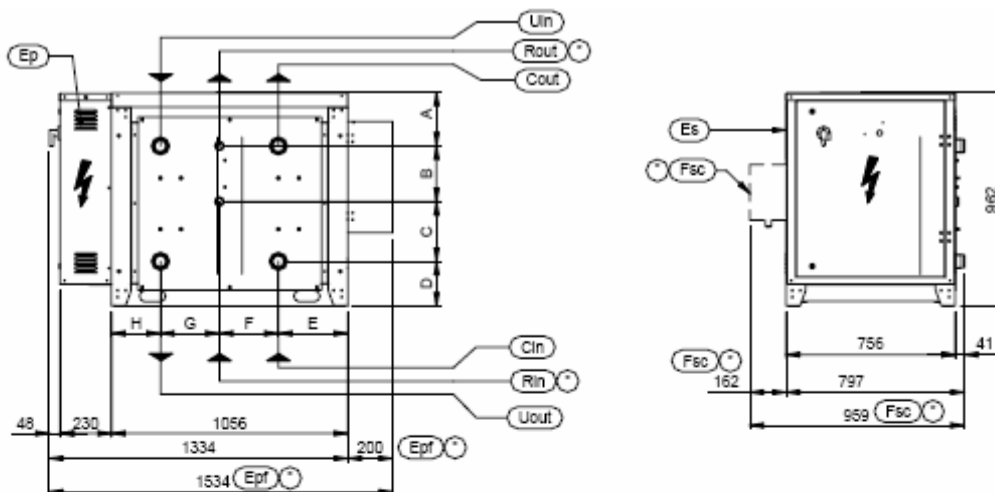 Uin
Ep
Rout *
Cout
A
Es
* Fsc
B
962
C
D
H G F E
Cin
756 41
Rin *
Fsc *
162 797
Uout
48 230 1056
959 Fsc *
1334 200 Epf *
1534 Epf *